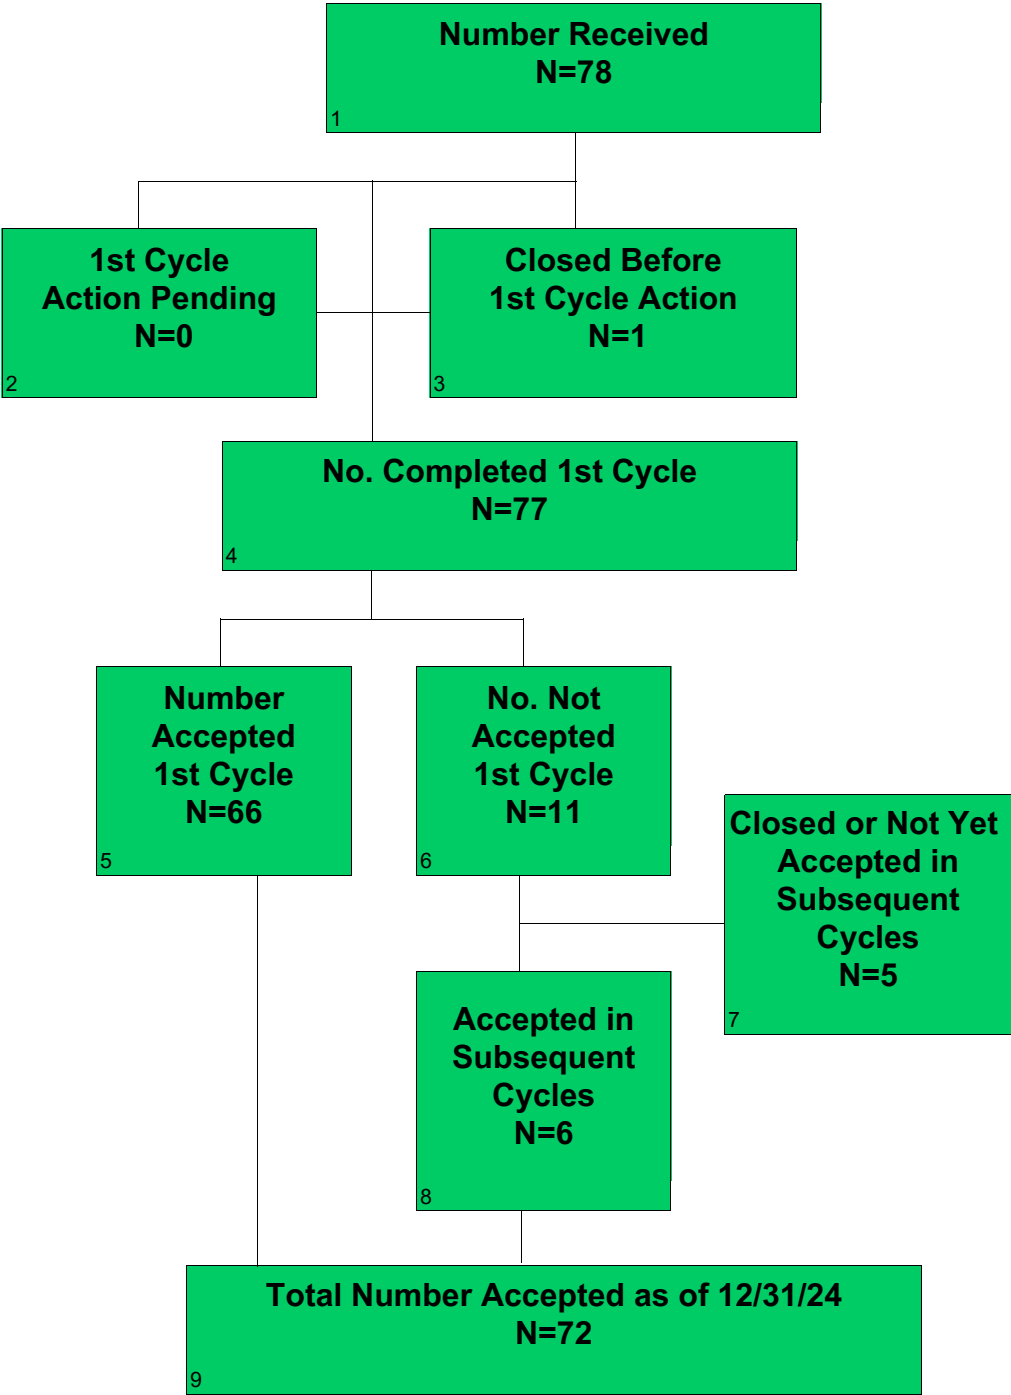 Number Received
N=78
1
1st Cycle
Action Pending
N=0
2
Closed Before
1st Cycle Action
N=1
3
No. Completed 1st Cycle
N=77
4
Number
Accepted
1st Cycle
N=66
5
No. Not
Accepted
1st Cycle
N=11
6
Closed or Not Yet
Accepted in
Subsequent
Cycles
N=5
7
Accepted in
Subsequent
Cycles
N=6
8
Total Number Accepted as of 12/31/24
N=72
9